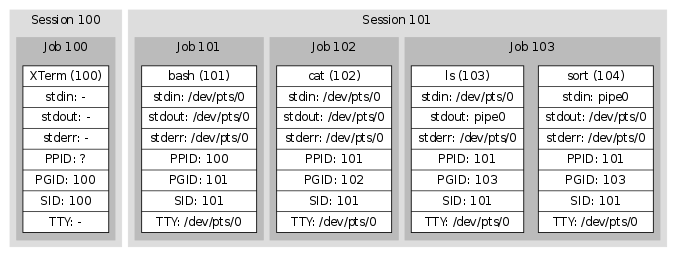 Session 100
Session 101
Job 100
Job 101
Job 102
Job 103
XTerm (100)
stdin: -
stdout: -
stderr: -
PPID: ?
PGID: 100
SID: 100
TTY: -
bash (101)
stdin: /dev/pts/0
stdout: /dev/pts/0
stderr: /dev/pts/0
PPID: 100
PGID: 101
SID: 101
TTY: /dev/pts/0
cat (102)
stdin: /dev/pts/0
stdout: /dev/pts/0
stderr: /dev/pts/0
PPID: 101
PGID: 102
SID: 101
TTY: /dev/pts/0
ls (103)
stdin: /dev/pts/0
stdout: pipe0
stderr: /dev/pts/0
PPID: 101
PGID: 103
SID: 101
TTY: /dev/pts/0
sort (104)
stdin: pipe0
stdout: /dev/pts/0
stderr: /dev/pts/0
PPID: 101
PGID: 103
SID: 101
TTY: /dev/pts/0